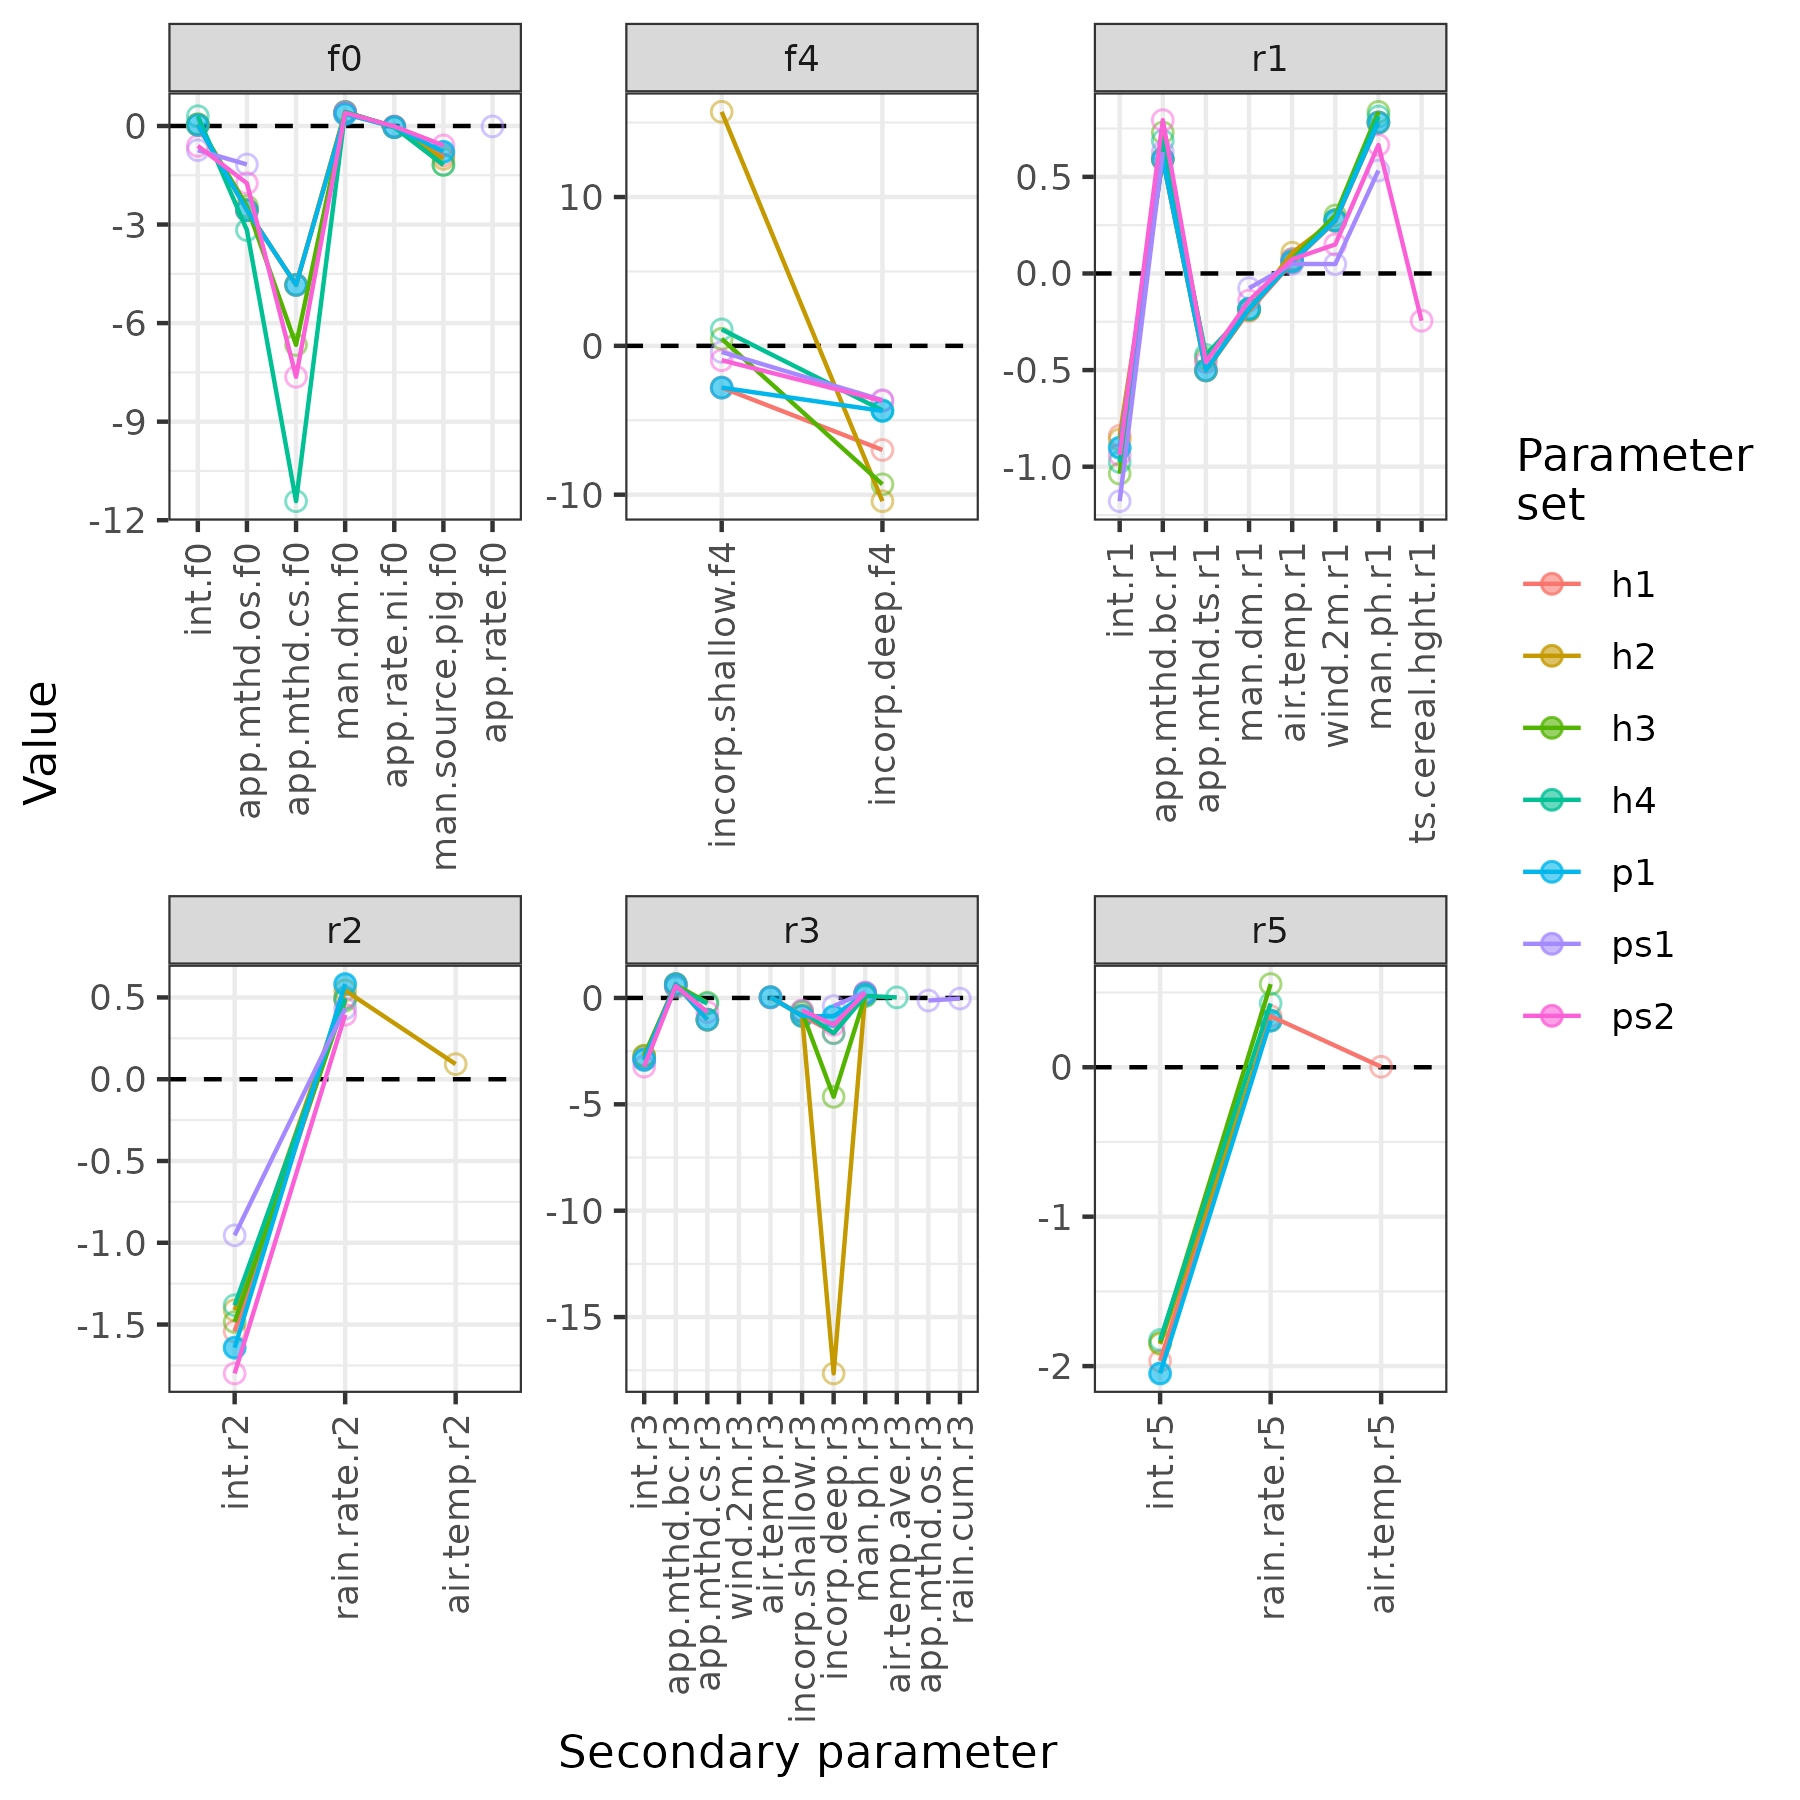 f0
f4
r1
0
-3
-6
-9
-12
10
0
-10
0.5
0.0
-0.5
-1.0
int.f0
app.mthd.os.f0
app.mthd.cs.f0
man.dm.f0
app.rate.ni.f0
man.source.pig.f0
app.rate.f0
incorp.shallow.f4
incorp.deep.f4
int.r1
app.mthd.bc.r1
app.mthd.ts.r1
man.dm.r1
air.temp.r1
wind.2m.r1
man.ph.r1
ts.cereal.hght.r1
Value
r2
r3
r5
0.5
0.0
-0.5
-1.0
-1.5
0
-5
-10
-15
0
-1
-2
int.r2
rain.rate.r2
air.temp.r2
int.r3
app.mthd.bc.r3
app.mthd.cs.r3
wind.2m.r3
air.temp.r3
incorp.shallow.r3
incorp.deep.r3
man.ph.r3
air.temp.ave.r3
app.mthd.os.r3
rain.cum.r3
int.r5
rain.rate.r5
air.temp.r5
Secondary parameter
Parameter
set
h1
h2
h3
h4
p1
ps1
ps2